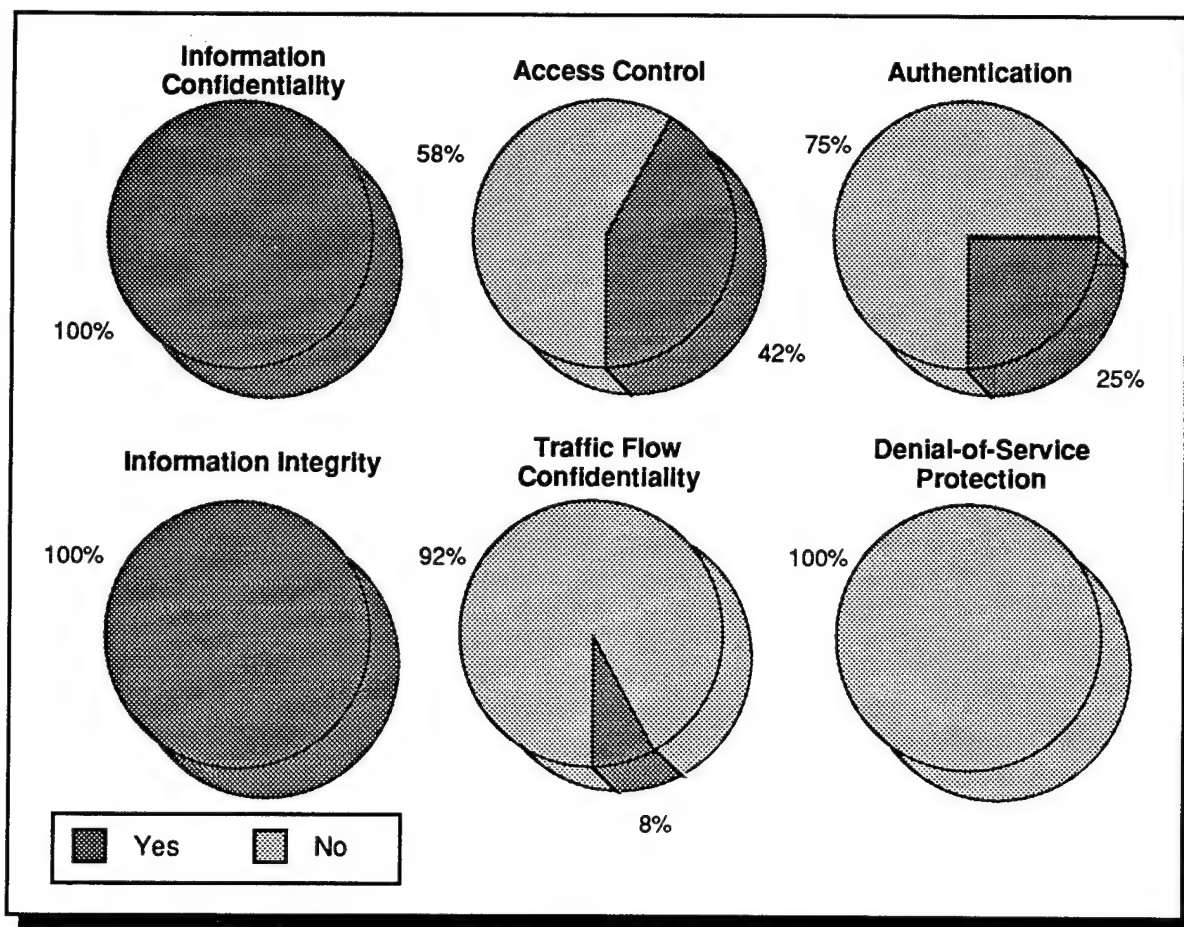 Information
Confidentiality
100%
Access Control
58%
42%
Authentication
75%
25%
Information Integrity
100%
Traffic Flow
Confidentiality
92%
8%
Denial-of-Service
Protection
100%
Yes
No